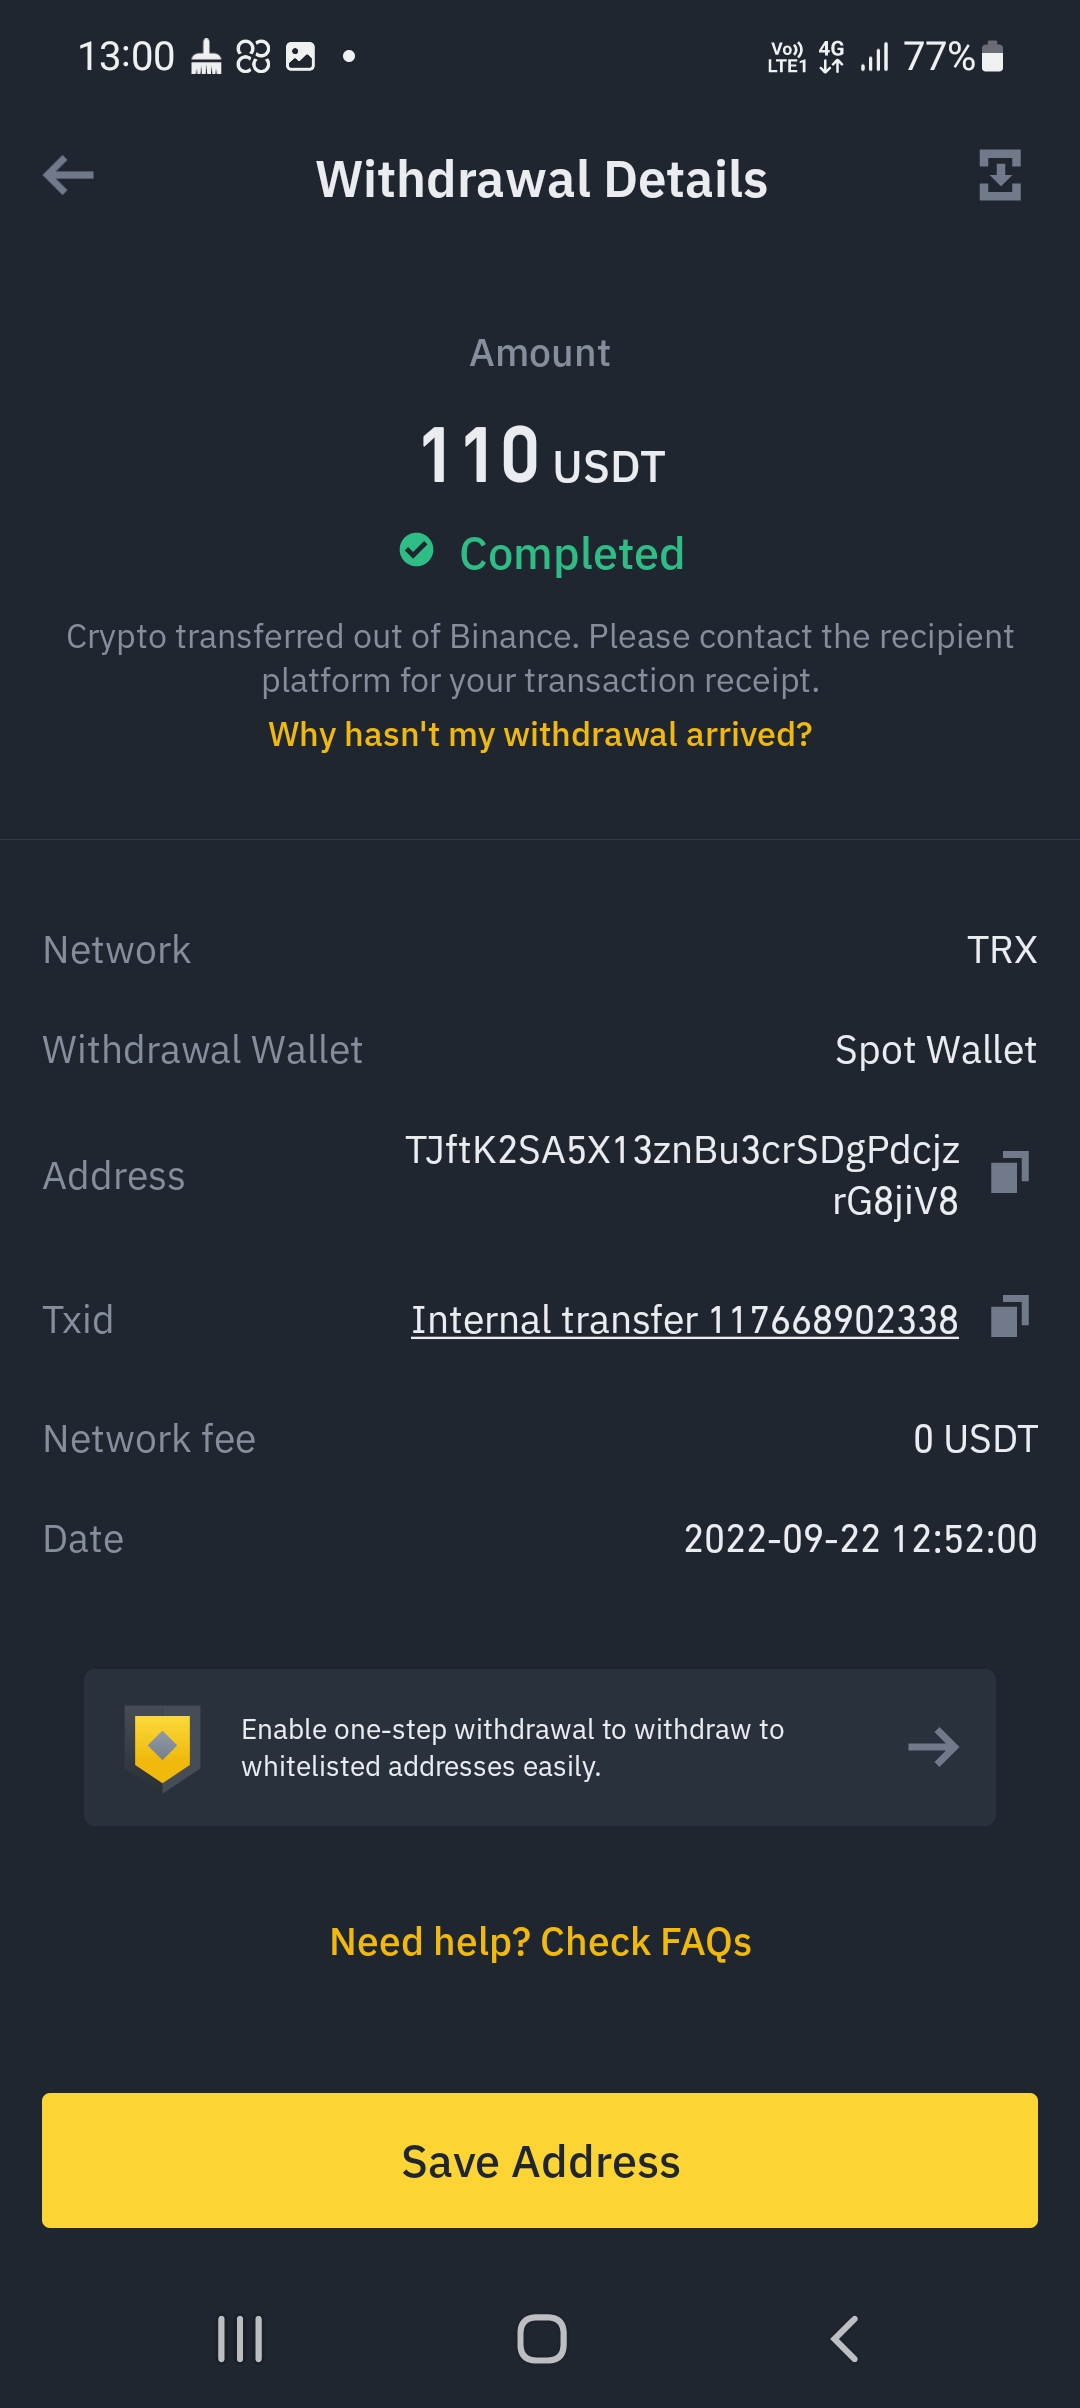 13:00
Vo)) LTE1 4G 77%
Withdrawal Details
Amount
110 USDT
Completed
Crypto transferred out of Binance. Please contact the recipient
platform for your transaction receipt.
Why hasn't my withdrawal arrived?
Network TRX
Withdrawal Wallet Spot Wallet
Address TJftK2SA5X13znBu3crSDgPdcjz
rG8jiV8
Txid Internal transfer 117668902338
Network fee 0 USDT
Date 2022-09-22 12:52:00
Enable one-step withdrawal to withdraw to
whitelisted addresses easily.
Need help? Check FAQs
Save Address